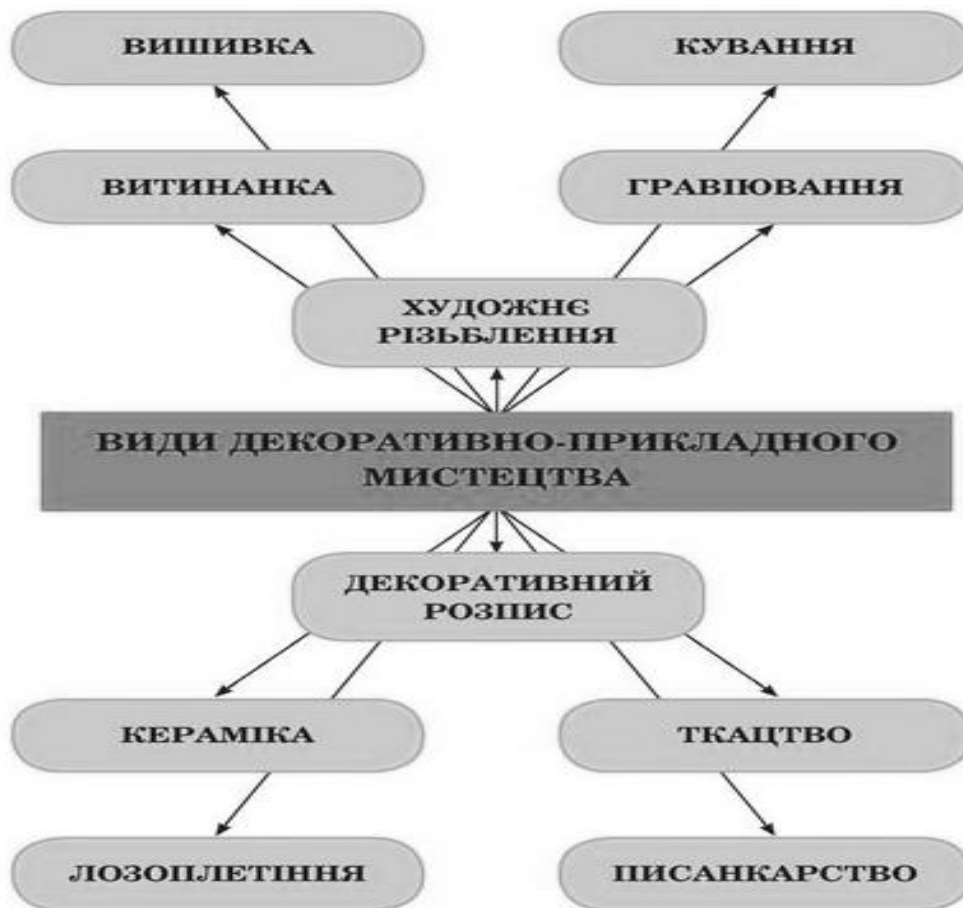 ВИШИВКА
КУВАННЯ
ВИТИНАНКА
ГРАВІЮВАННЯ
ХУДОЖНЄ
РІЗЬБЛЕННЯ
ВИДИ ДЕКОРАТИВНО-ПРИКЛАДНОГО
МИСТЕЦТВА
ДЕКОРАТИВНИЙ
РОЗПИС
КЕРАМІКА
ТКАЦТВО
ЛОЗОПЛЕТІННЯ
ПИСАНКАРСТВО